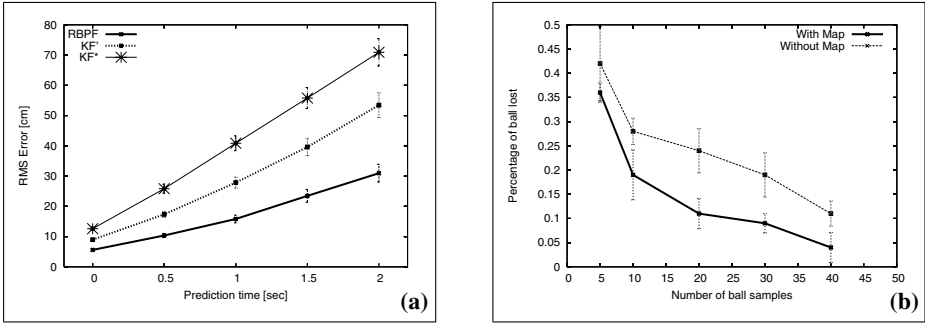 80
70
60
50
40
30
20
10
0
RMS Error [cm]
RBPF
KF'
KF*
0 0.5 1 1.5 2
Prediction time [sec]
(a)
0.5
0.45
0.4
0.35
0.3
0.25
0.2
0.15
0.1
0.05
0
Percentage of ball lost
With Map
Without Map
0 5 10 15 20 25 30 35 40 45 50
Number of ball samples
(b)